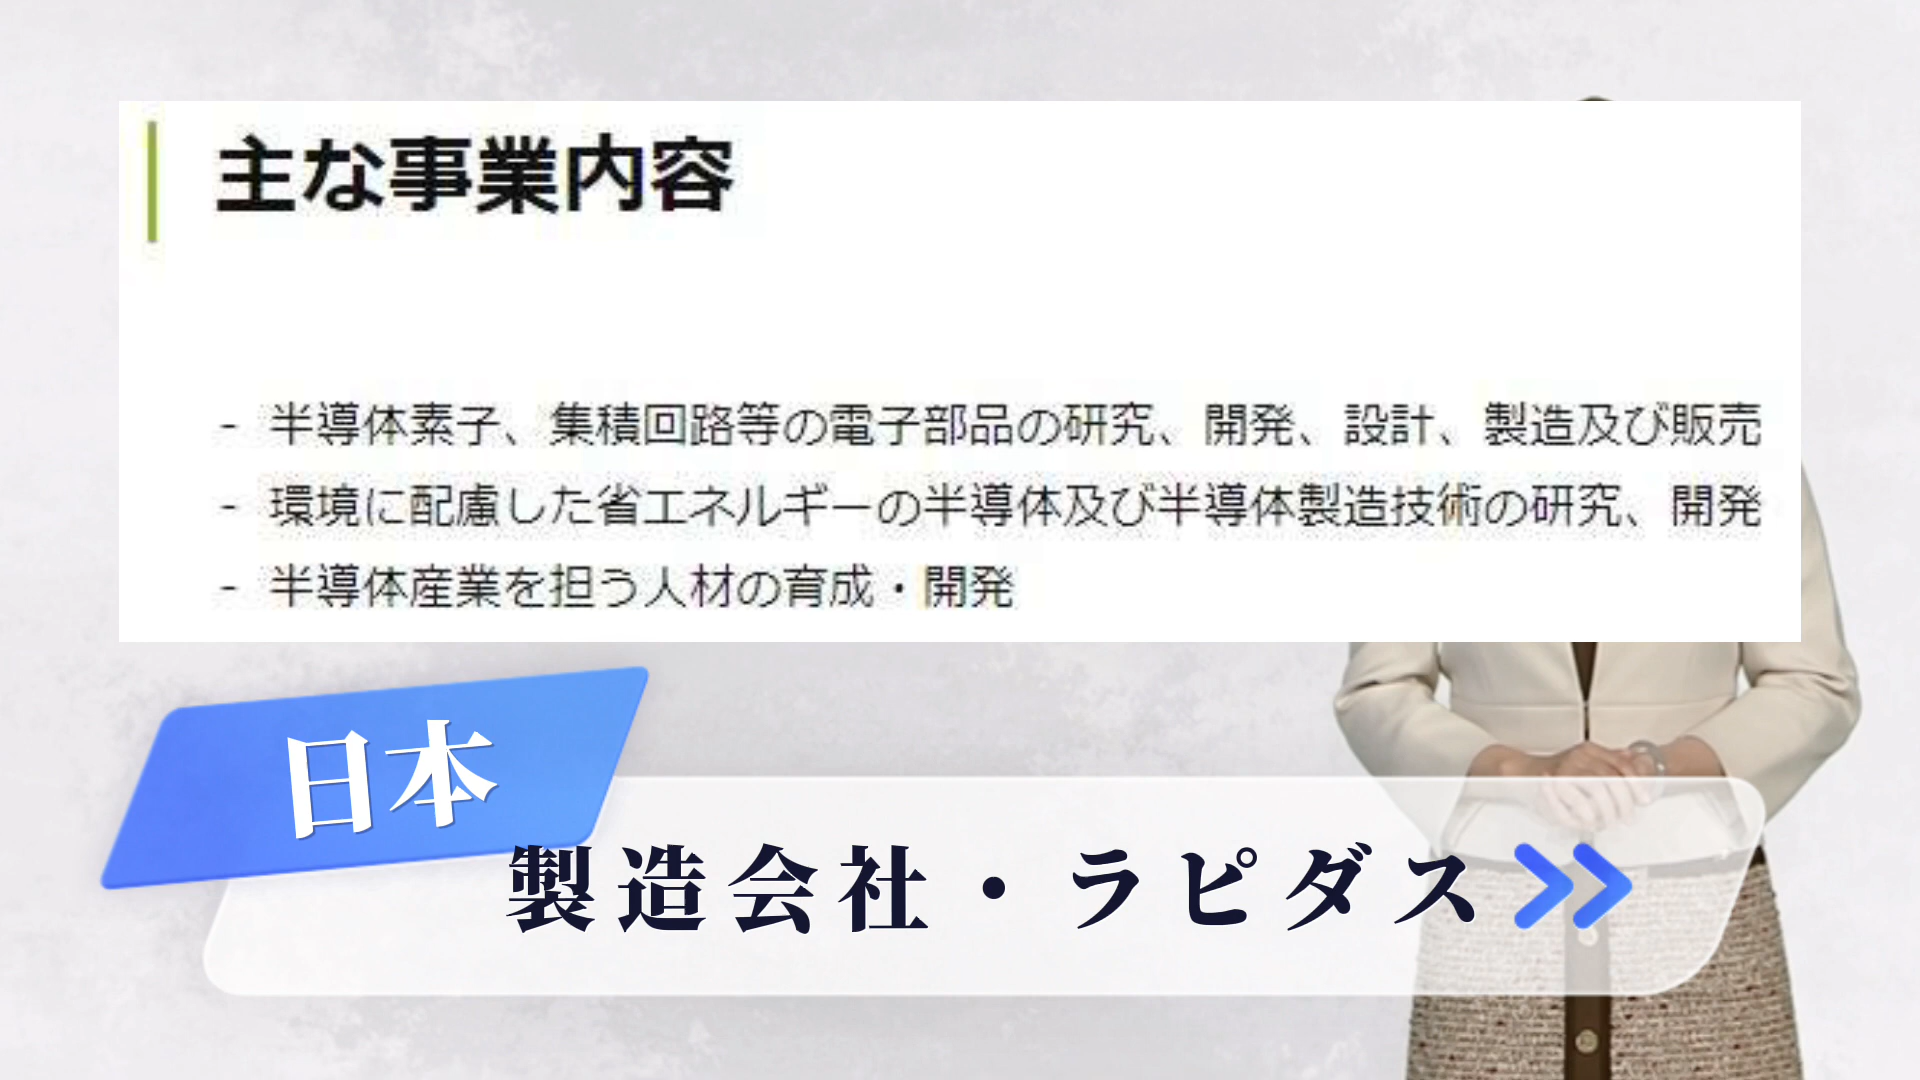 主な事業内容
- 半導体素子、集積回路等の電子部品の研究、開発、設計、製造及び販売
- 環境に配慮した省エネルギーの半導体及び半導体製造技術の研究、開発
- 半導体産業を担う人材の育成・開発
日本
製造会社・ラピダス